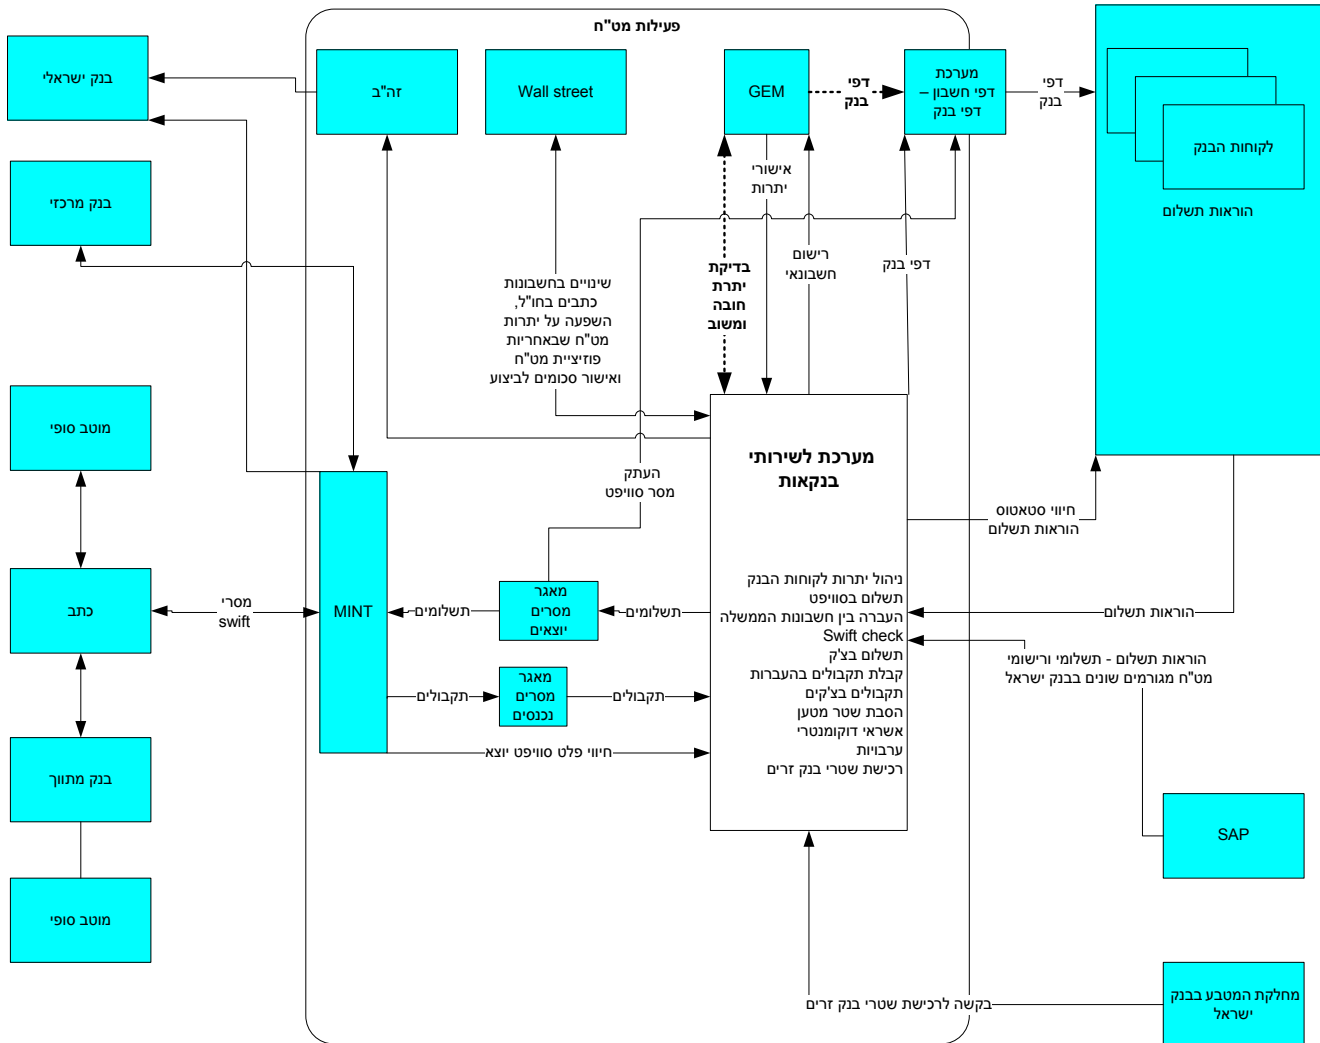 פעילות מט"ח
בנק ישראלי
זה"ב
Wall street
GEM
דפי
בנק
מערכת
דפי חשבון –
דפי בנק
דפי
בנק
לקוחות הבנק
הוראות תשלום
בנק מרכזי
אישורי
יתרות
רישום
חשבונאי
דפי בנק
בדיקת
יתרת
חובה
ומשוב
שינויים בחשבונות
כתבים בחו"ל,
השפעה על יתרות
מט"ח שבאחריות
פוזיציית מט"ח
ואישור סכומים לביצוע
מוטב סופי
העתק
מסר סוויפט
מערכת לשירותי
בנקאות
חיווי סטאטוס
הוראות תשלום
ניהול יתרות לקוחות הבנק
תשלום בסוויפט
העברה בין חשבונות הממשלה
Swift check
תשלום בצ'ק
קבלת תקבולים בהעברות
תקבולים בצ'קים
הסבת שטר מטען
אשראי דוקומנטרי
ערבויות
רכישת שטרי בנק זרים
כתב
מסרי
swift
MINT
תשלומים
מאגר
מסרים
יוצאים
תשלומים
הוראות תשלום
הוראות תשלום - תשלומי ורישומי
מט"ח מגורמים שונים בבנק ישראל
תקבולים
מאגר
מסרים
נכנסים
תקבולים
חיווי פלט סוויפט יוצא
בנק מתווך
SAP
מוטב סופי
בקשה לרכישת שטרי בנק זרים
מחלקת המטבע בבנק
ישראל